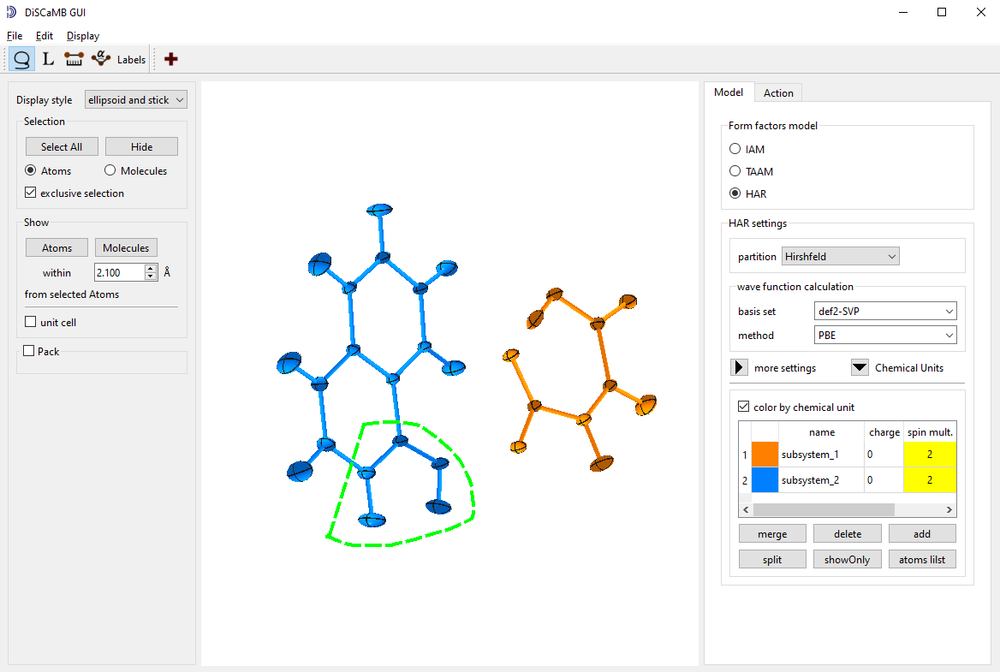 DiSCaMB GUI
File Edit Display
L α Labels
Display style ellipsoid and stick
Selection
Select All Hide
Atoms Molecules
exclusive selection
Show
Atoms Molecules
within 2.100 Å
from selected Atoms
unit cell
Pack
Model Action
Form factors model
IAM
TAAM
HAR
HAR settings
partition Hirshfeld
wave function calculation
basis set def2-SVP
method PBE
more settings Chemical Units
color by chemical unit
name charge spin mult.
1 subsystem_1 0 2
2 subsystem_2 0 2
merge delete add
split showOnly atoms lilst